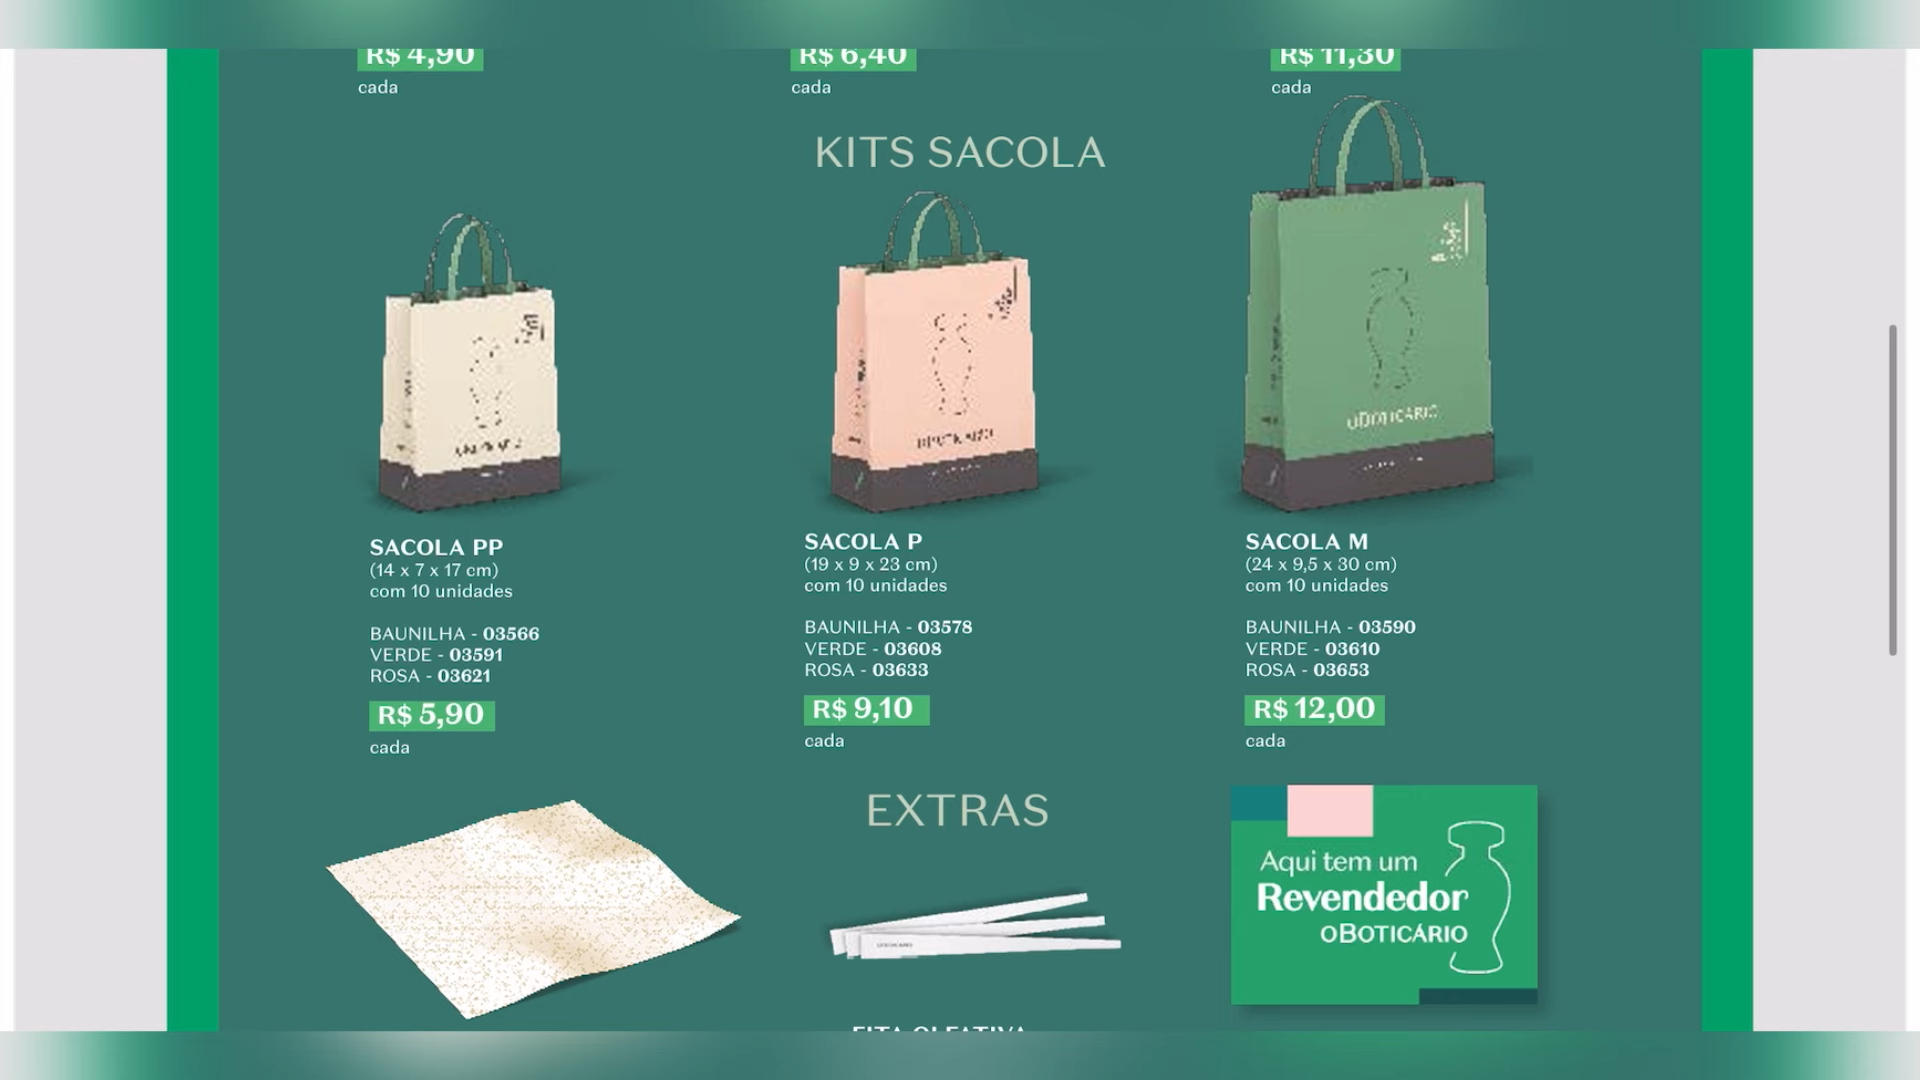 R$ 4,90
cada
R$ 6,40
cada
R$ 11,30
cada
KITS SACOLA
oBOTICÁRIO
SACOLA PP
(14 x 7 x 17 cm)
com 10 unidades
BAUNILHA - 03566
VERDE - 03591
ROSA - 03621
R$ 5,90
cada
SACOLA P
(19 x 9 x 23 cm)
com 10 unidades
BAUNILHA - 03578
VERDE - 03608
ROSA - 03633
R$ 9,10
cada
SACOLA M
(24 x 9,5 x 30 cm)
com 10 unidades
BAUNILHA - 03590
VERDE - 03610
ROSA - 03653
R$ 12,00
cada
EXTRAS
Aqui tem um
Revendedor
oBOTICÁRIO
FITA OLFATIVA